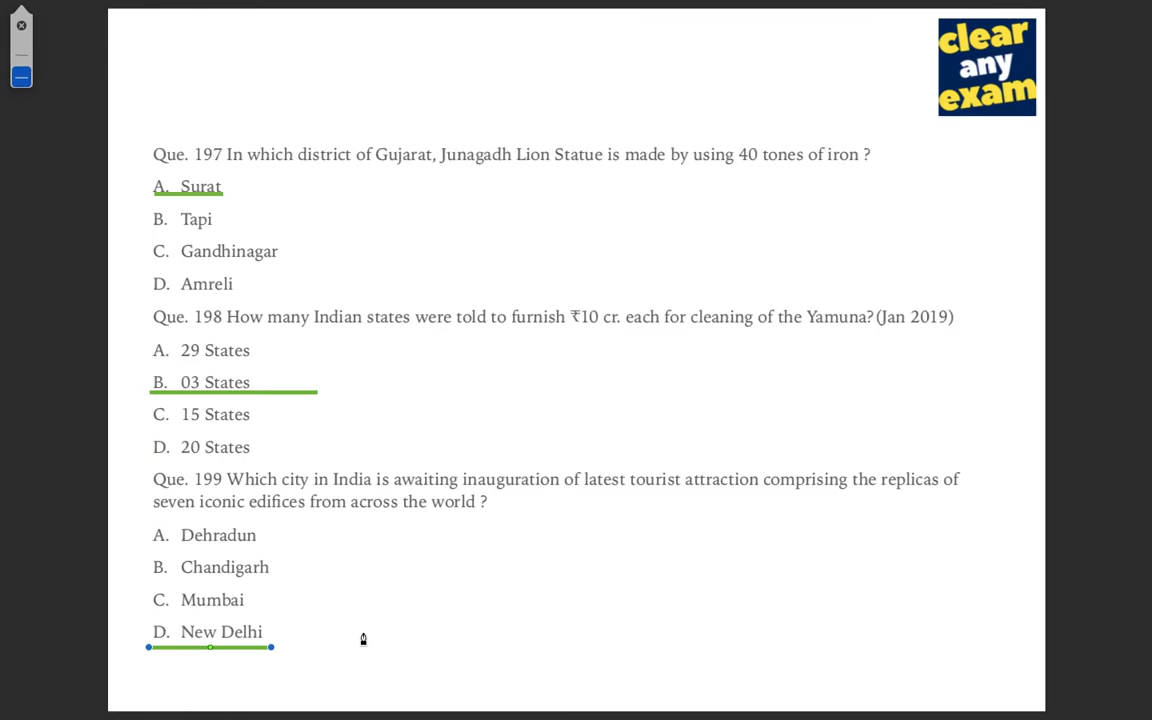 clear
any
exam
Que. 197 In which district of Gujarat, Junagadh Lion Statue is made by using 40 tones of iron ?
A. Surat
B. Tapi
C. Gandhinagar
D. Amreli
Que. 198 How many Indian states were told to furnish ₹10 cr. each for cleaning of the Yamuna?(Jan 2019)
A. 29 States
B. 03 States
C. 15 States
D. 20 States
Que. 199 Which city in India is awaiting inauguration of latest tourist attraction comprising the replicas of
seven iconic edifices from across the world ?
A. Dehradun
B. Chandigarh
C. Mumbai
D. New Delhi